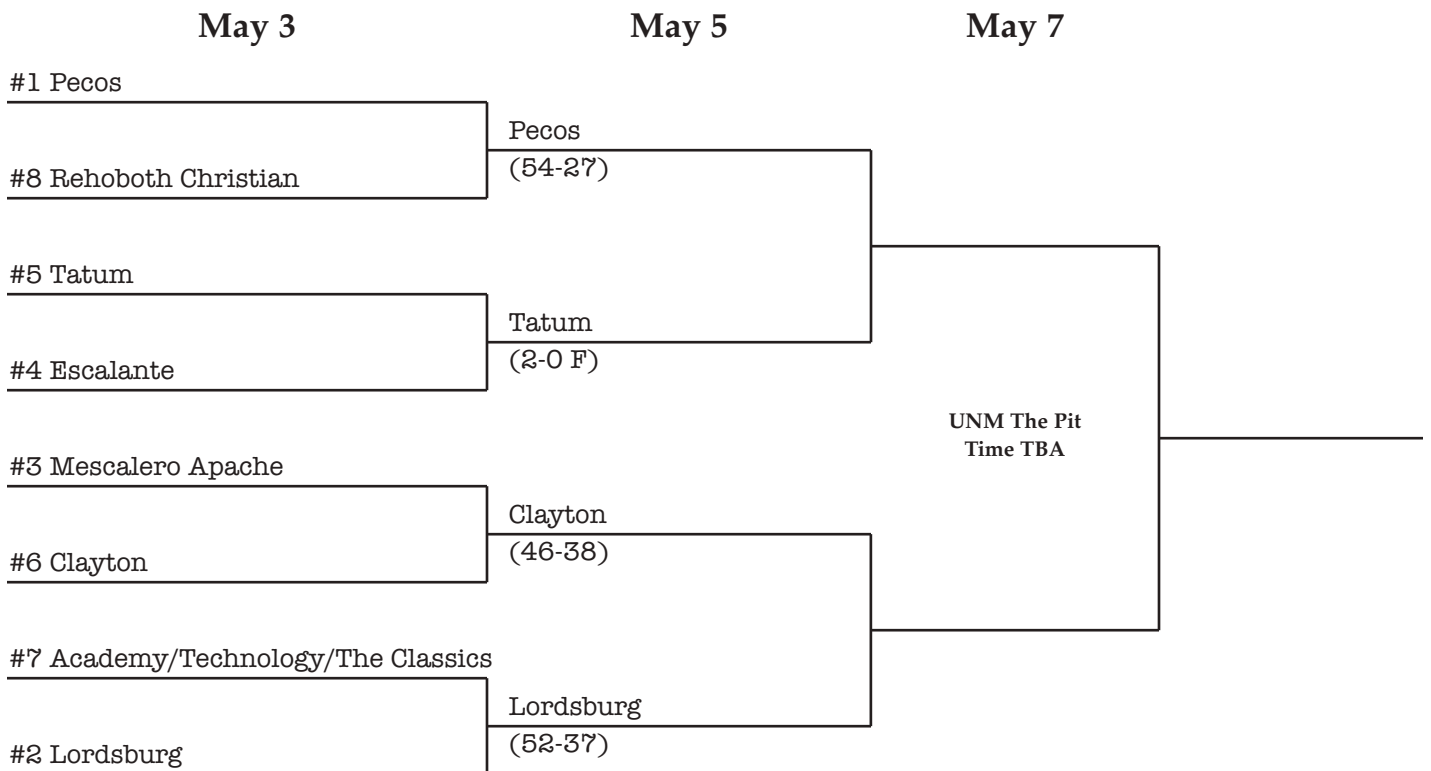 May 3 May 5 May 7
#1 Pecos
Pecos
(54-27)
#8 Rehoboth Christian
#5 Tatum
Tatum
(2-0 F)
#4 Escalante
UNM The Pit
Time TBA
#3 Mescalero Apache
Clayton
(46-38)
#6 Clayton
#7 Academy/Technology/The Classics
Lordsburg
(52-37)
#2 Lordsburg